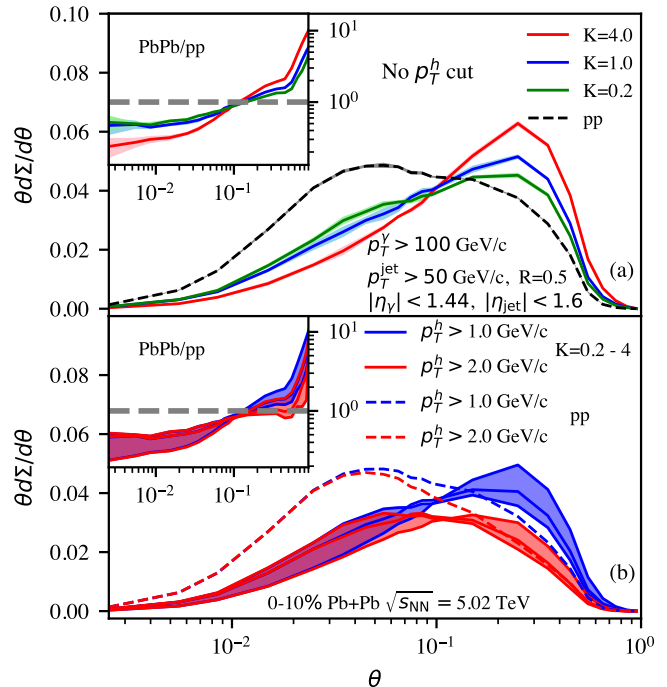 0.10
PbPb/pp
10¹
No p_T^h cut
K=4.0
K=1.0
K=0.2
pp
0.08
10⁰
0.06
10⁻² 10⁻¹
θdΣ/dθ
0.04
0.02
p_T^γ > 100 GeV/c
p_T^jet > 50 GeV/c, R=0.5
|η_γ| < 1.44, |η_jet| < 1.6
(a)
0.00
PbPb/pp
10¹
p_T^h > 1.0 GeV/c
p_T^h > 2.0 GeV/c
p_T^h > 1.0 GeV/c
p_T^h > 2.0 GeV/c
K=0.2 - 4
pp
0.08
10⁰
0.06
10⁻² 10⁻¹
θdΣ/dθ
0.04
0.02
(b)
0.00
0-10% Pb+Pb √s_NN = 5.02 TeV
10⁻² 10⁻¹ 10⁰
θ